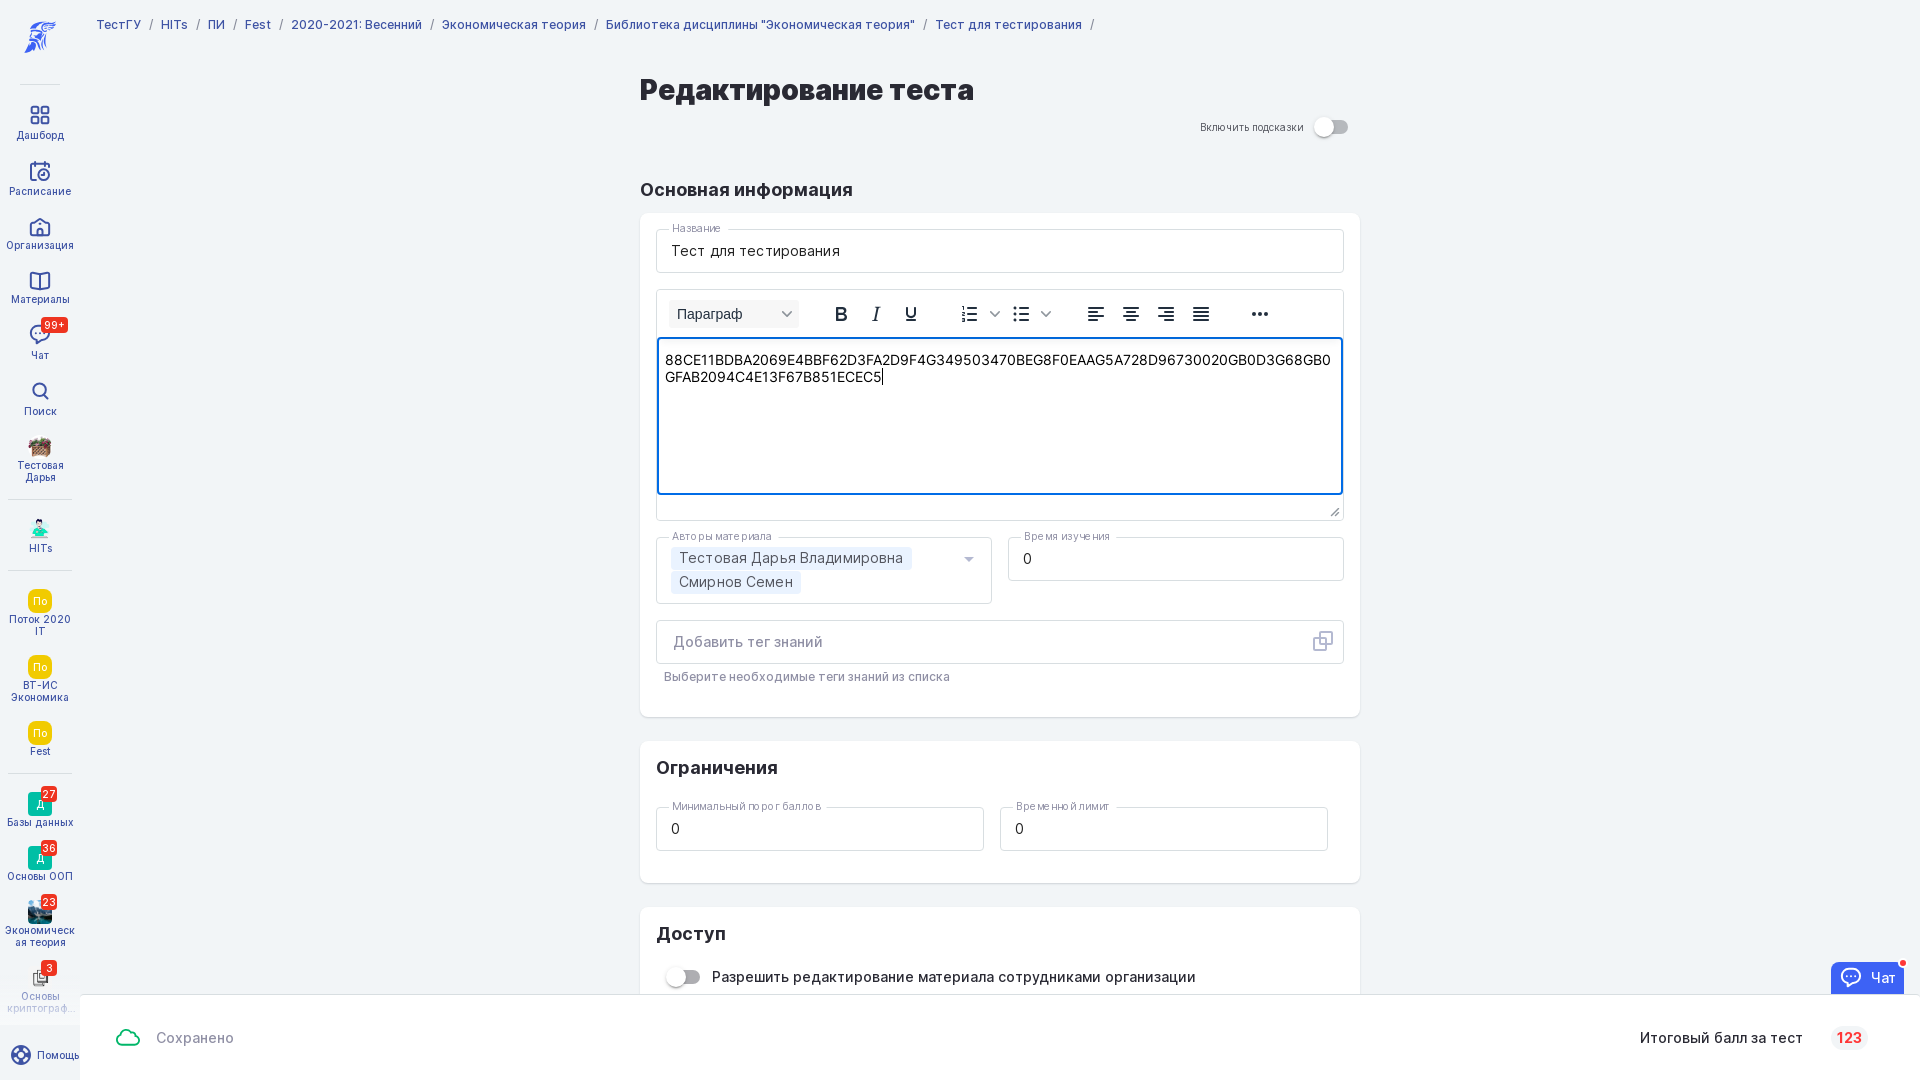 ТестГУ / HITs / ПИ / Fest / 2020-2021: Весенний / Экономическая теория / Библиотека дисциплины "Экономическая теория" / Тест для тестирования /
Дашборд
Расписание
Организация
Материалы
99+
Чат
Поиск
Тестовая
Дарья
HITs
По
Поток 2020
IT
По
ВТ-ИС
Экономика
По
Fest
27
Д
Базы данных
36
Д
Основы ООП
23
Экономическ
ая теория
3
Основы
криптограф...
Помощь
Редактирование теста
Включить подсказки
Основная информация
Название
Тест для тестирования
Параграф
88CE11BDBA2069E4BBF62D3FA2D9F4G349503470BEG8F0EAAG5A728D96730020GB0D3G68GB0
GFAB2094C4E13F67B851ECEC5
Авторы материала
Тестовая Дарья Владимировна
Смирнов Семен
Время изучения
0
Добавить тег знаний
Выберите необходимые теги знаний из списка
Ограничения
Минимальный порог баллов
0
Временной лимит
0
Доступ
Разрешить редактирование материала сотрудниками организации
Чат
Сохранено
Итоговый балл за тест 123